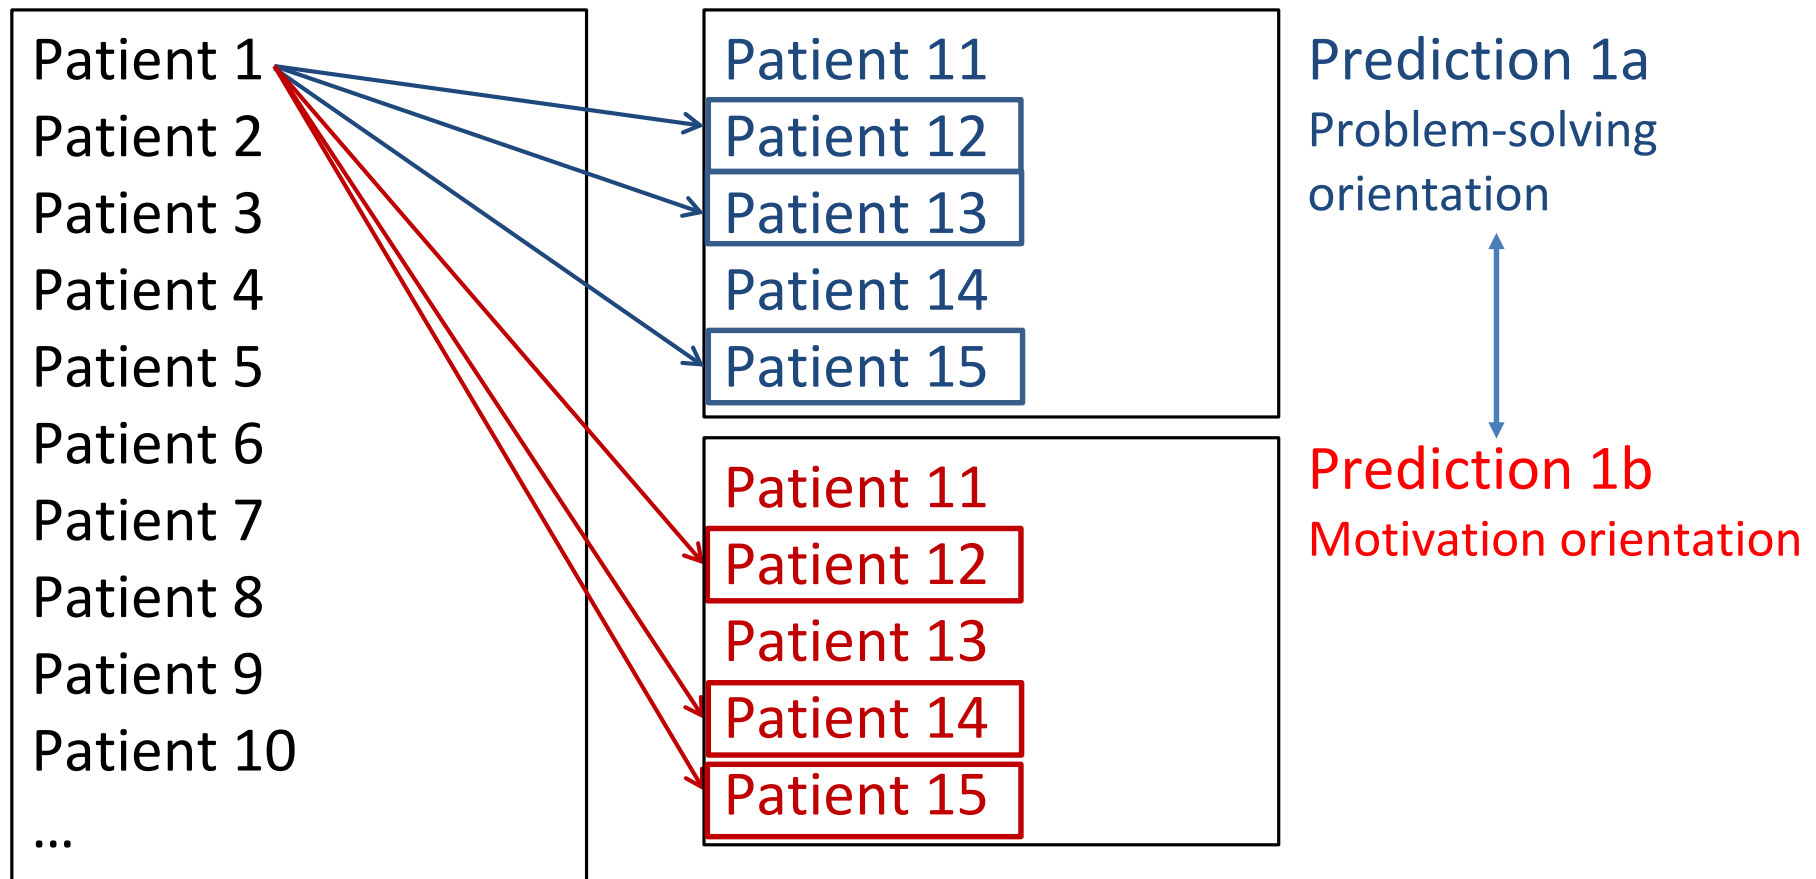 Patient 1
Patient 2
Patient 3
Patient 4
Patient 5
Patient 6
Patient 7
Patient 8
Patient 9
Patient 10
...
Patient 11
Patient 12
Patient 13
Patient 14
Patient 15
Patient 11
Patient 12
Patient 13
Patient 14
Patient 15
Prediction 1a
Problem-solving
orientation
Prediction 1b
Motivation orientation